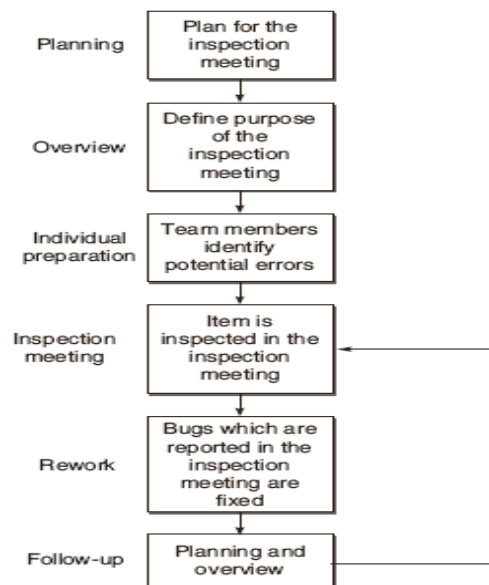 Planning
Plan for the
inspection
meeting
Overview
Define purpose
of the
inspection
meeting
Individual
preparation
Team members
identify
potential errors
Inspection
meeting
Item is
inspected in the
inspection
meeting
Rework
Bugs which are
reported in the
inspection
meeting are
fixed
Follow-up
Planning and
overview